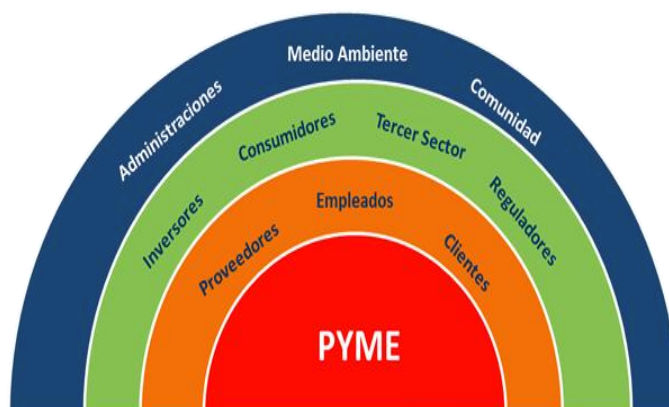 Medio Ambiente
Administraciones
Comunidad
Consumidores
Tercer Sector
Inversores
Reguladores
Empleados
Proveedores
Clientes
PYME